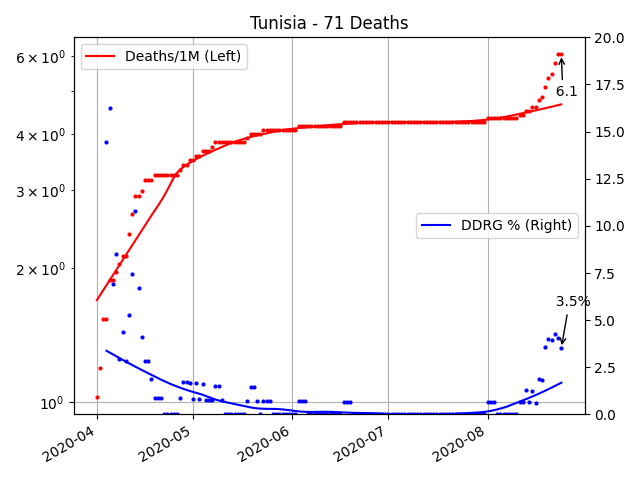 Tunisia - 71 Deaths
Deaths/1M (Left)
DDRG % (Right)
6.1
3.5%
6 × 10⁰
4 × 10⁰
3 × 10⁰
2 × 10⁰
10⁰
20.0
17.5
15.0
12.5
10.0
7.5
5.0
2.5
0.0
2020-04
2020-05
2020-06
2020-07
2020-08